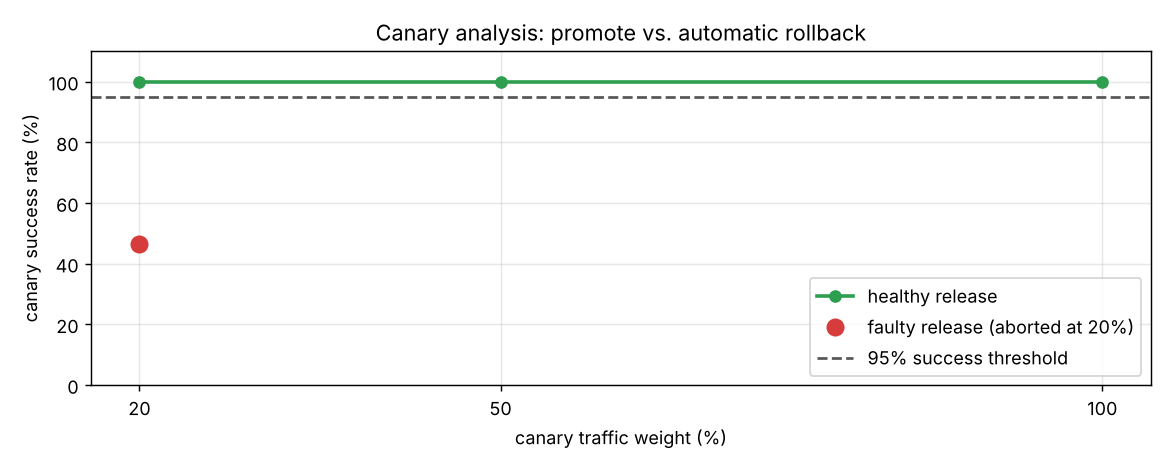 Canary analysis: promote vs. automatic rollback
canary success rate (%)
100
80
60
40
20
0
healthy release
faulty release (aborted at 20%)
95% success threshold
20 50 100
canary traffic weight (%)